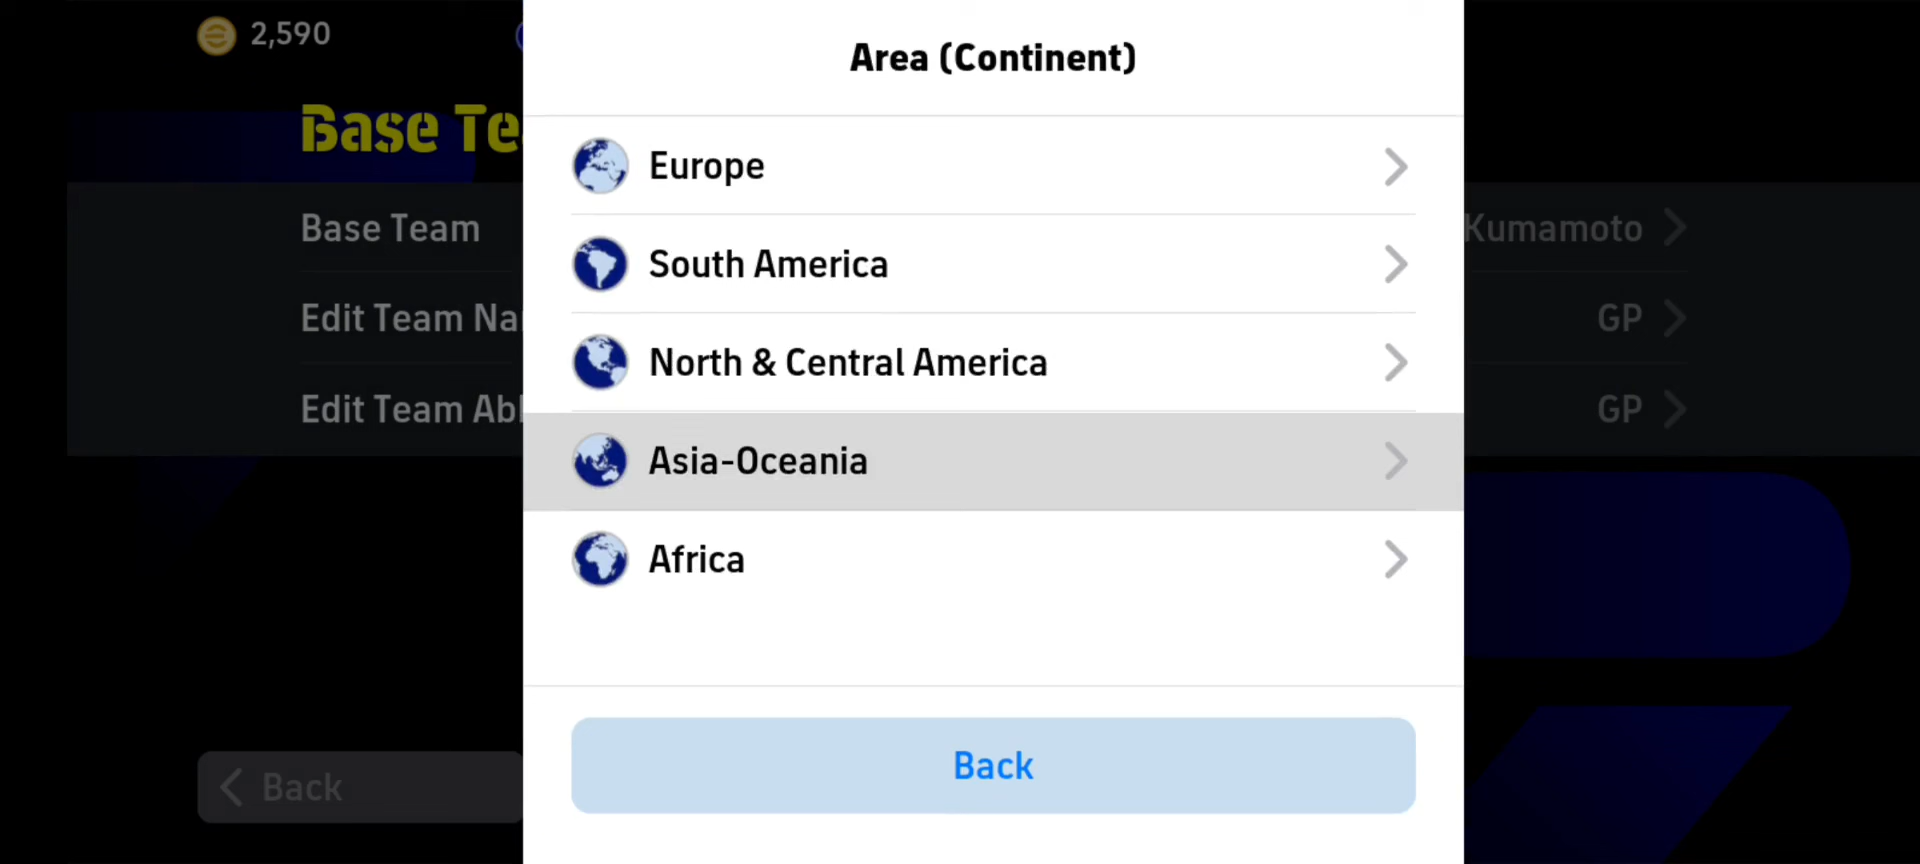 2,590
Area (Continent)
Base Te
Europe
Base Team
Kumamoto
South America
Edit Team Na
GP
North & Central America
Edit Team Ab
GP
Asia-Oceania
Africa
Back
Back